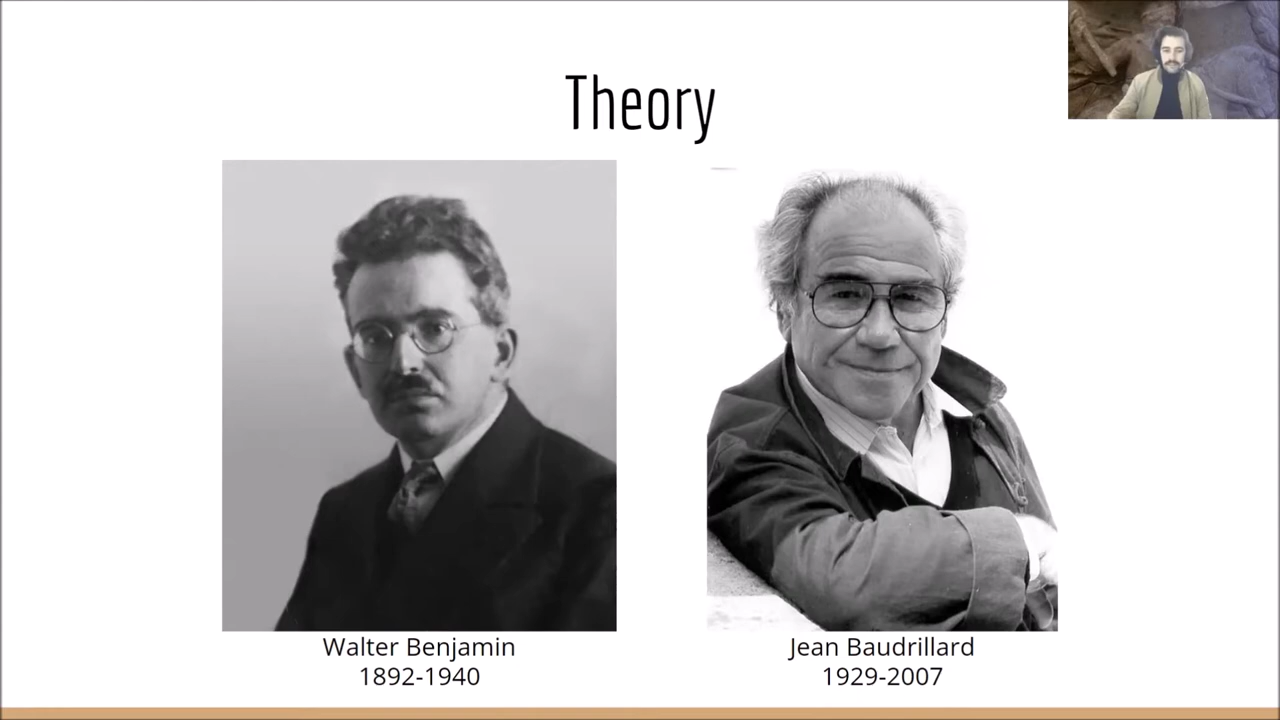 Theory
Walter Benjamin
1892-1940
Jean Baudrillard
1929-2007